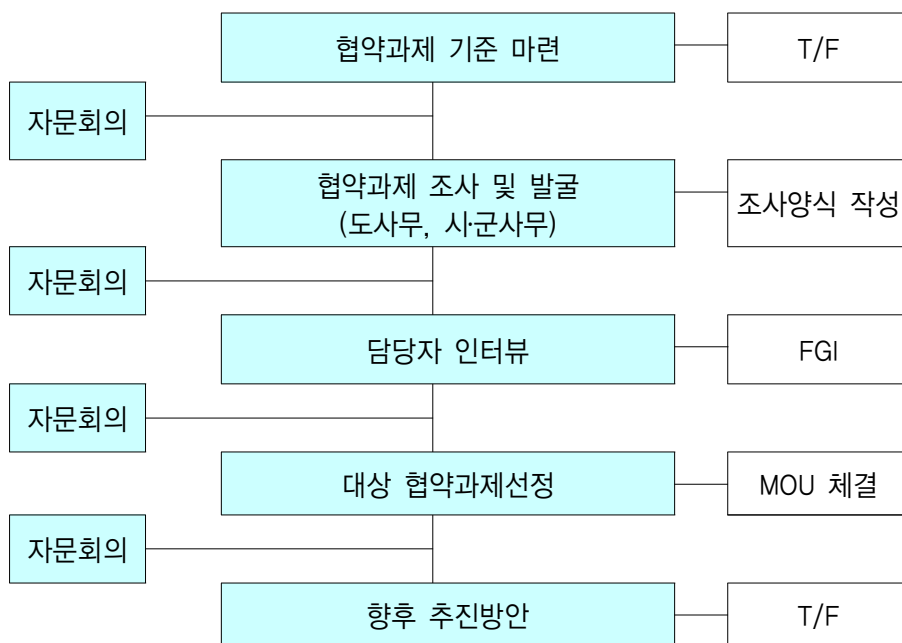 협약과제 기준 마련
T/F
자문회의
협약과제 조사 및 발굴
(도사무, 시·군사무)
조사양식 작성
자문회의
담당자 인터뷰
FGI
자문회의
대상 협약과제선정
MOU 체결
자문회의
향후 추진방안
T/F